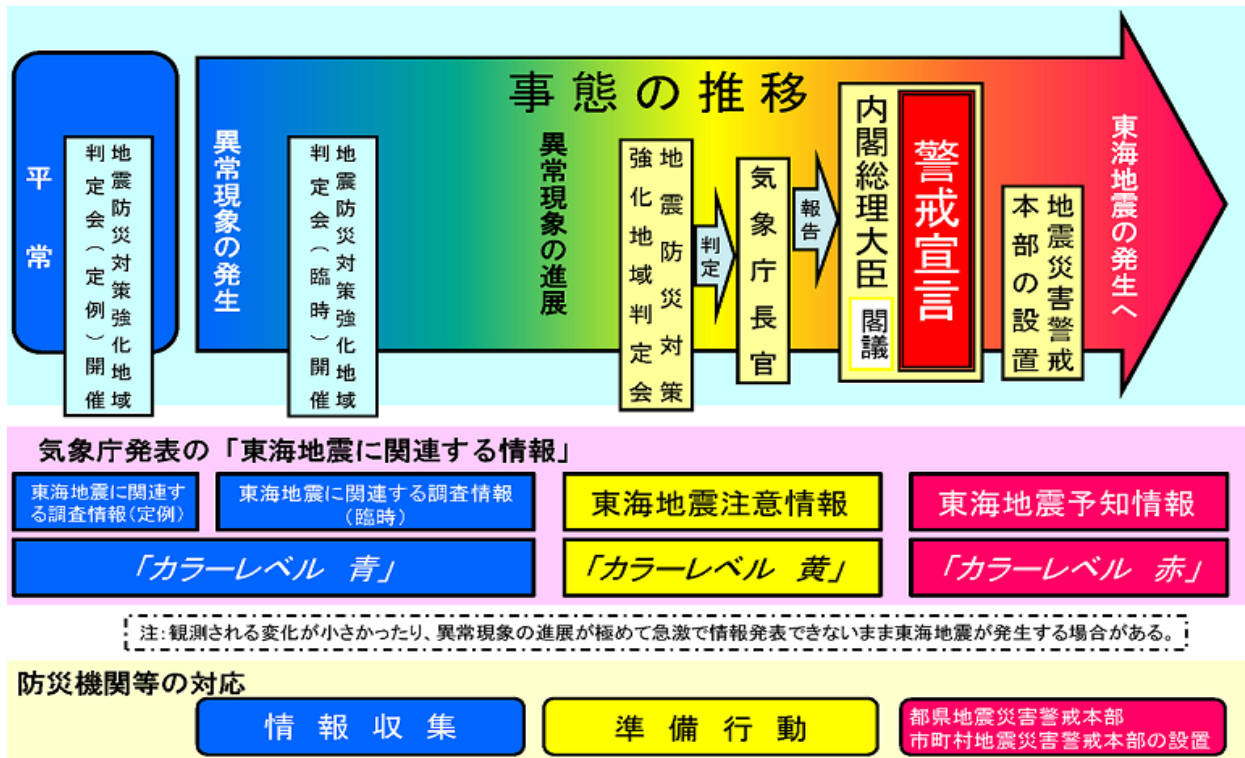 事態の推移
平常
地震防災対策強化地域
判定会(定例)開催
異常現象の発生
地震防災対策強化地域
判定会(臨時)開催
異常現象の進展
地震防災対策
強化地域判定会
判定
気象庁長官
報告
内閣総理大臣
閣議
警戒宣言
地震災害警戒
本部の設置
東海地震の発生へ
気象庁発表の「東海地震に関連する情報」
東海地震に関連す
る調査情報(定例)
東海地震に関連する調査情報
(臨時)
東海地震注意情報
東海地震予知情報
「カラーレベル 青」
「カラーレベル 黄」
「カラーレベル 赤」
注:観測される変化が小さかったり、異常現象の進展が極めて急激で情報発表できないまま東海地震が発生する場合がある。
防災機関等の対応
情報収集
準備行動
都県地震災害警戒本部
市町村地震災害警戒本部の設置